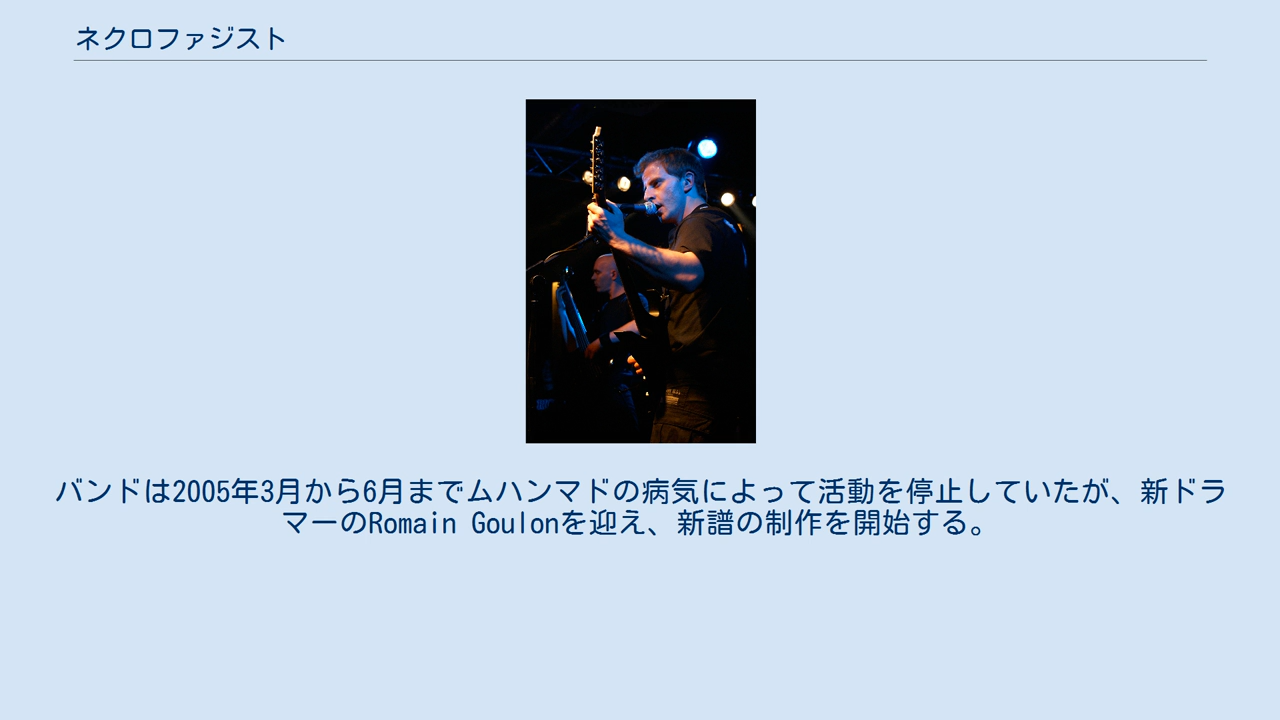 ネクロファジスト
バンドは2005年3月から6月までムハンマドの病気によって活動を停止していたが、新ドラ
マーのRomain Goulonを迎え、新譜の制作を開始する。